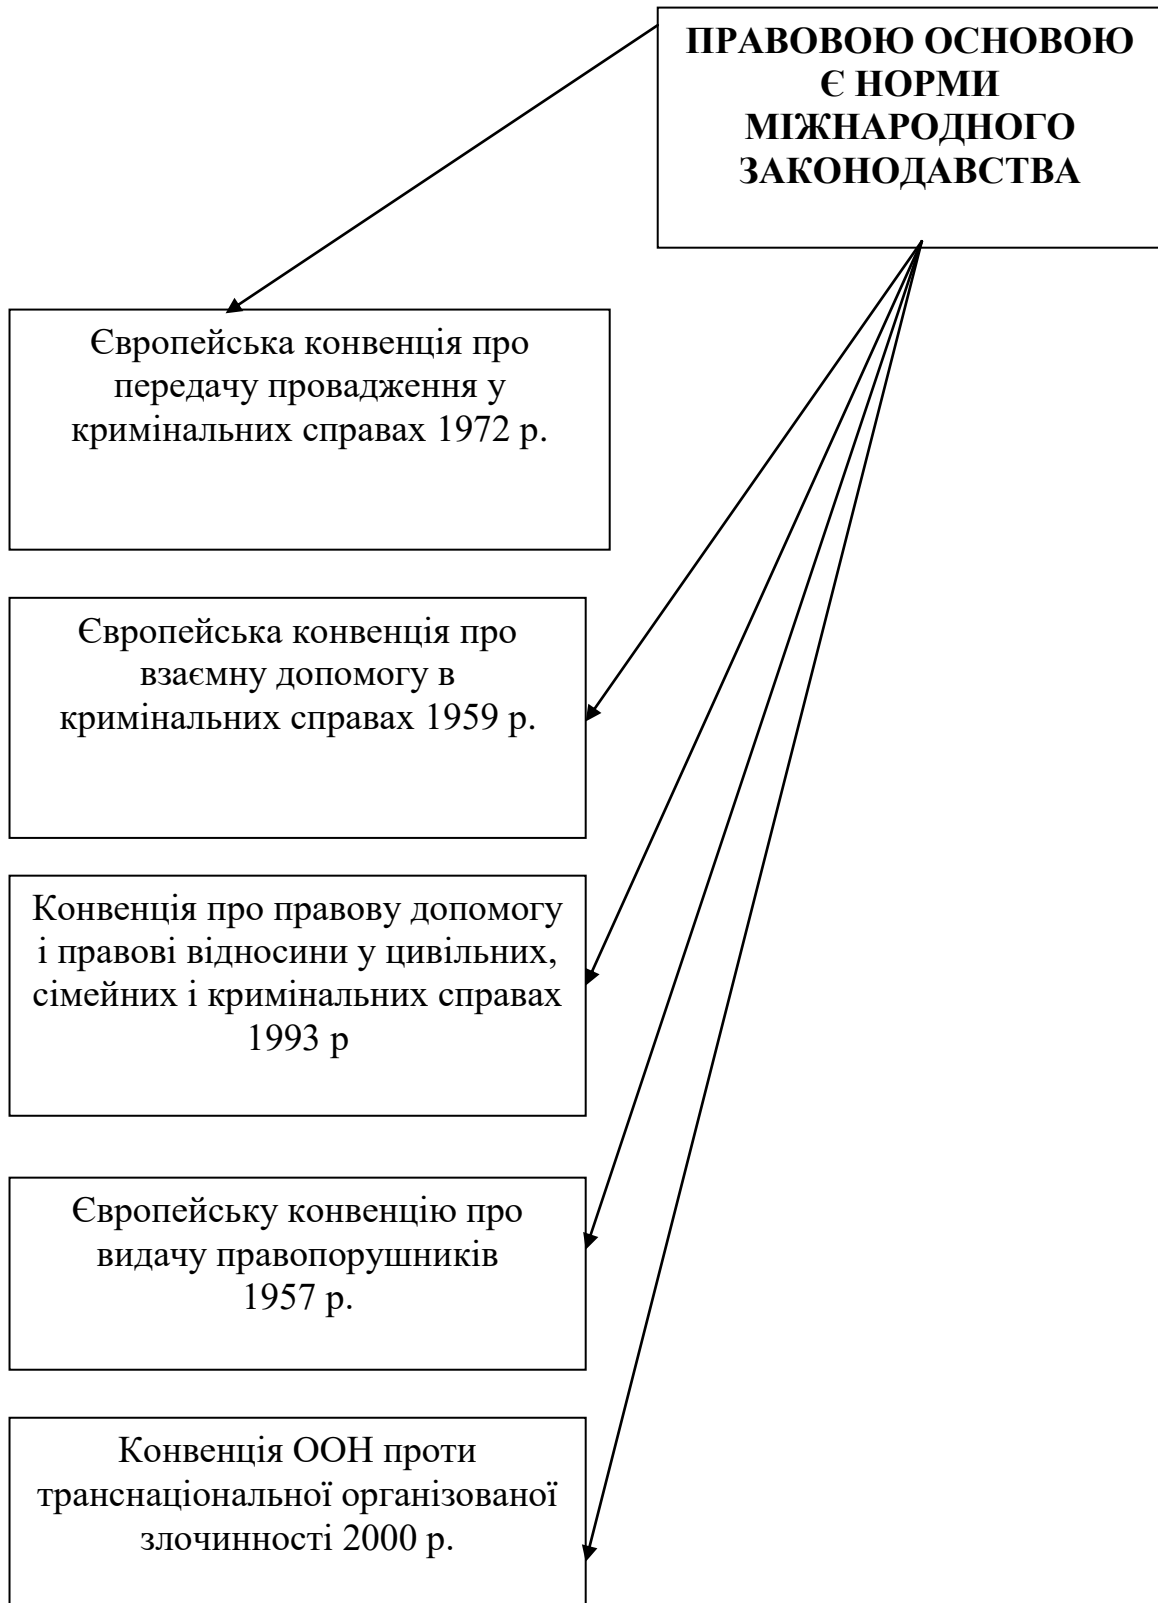 ПРАВОВОЮ ОСНОВОЮ
Є НОРМИ
МІЖНАРОДНОГО
ЗАКОНОДАВСТВА
Європейська конвенція про
передачу провадження у
кримінальних справах 1972 р.
Європейська конвенція про
взаємну допомогу в
кримінальних справах 1959 р.
Конвенція про правову допомогу
і правові відносини у цивільних,
сімейних і кримінальних справах
1993 р
Європейську конвенцію про
видачу правопорушників
1957 р.
Конвенція ООН проти
транснаціональної організованої
злочинності 2000 р.